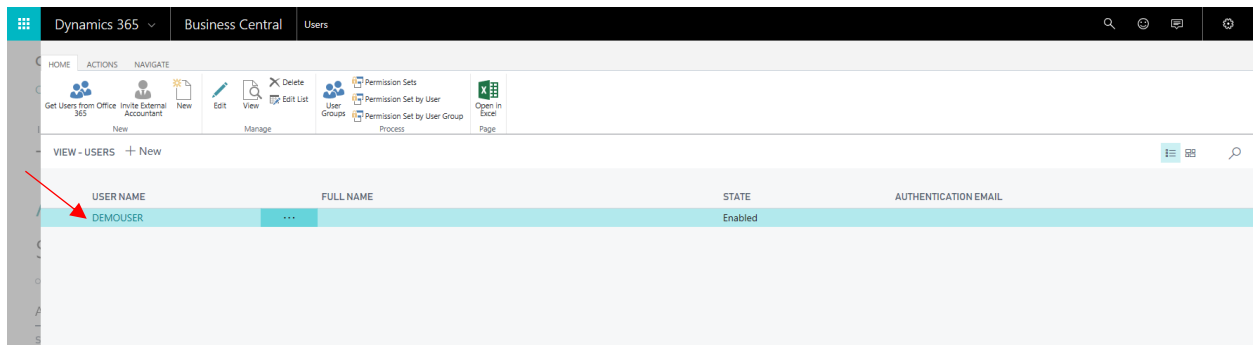 Dynamics 365 Business Central Users
HOME ACTIONS NAVIGATE
Get Users from Office 365
Invite External Accountant
New
Edit
View
Delete
Edit List
User Groups
Permission Sets
Permission Set by User
Permission Set by User Group
Open in Excel
New Manage Process Page
VIEW - USERS + New
USER NAME FULL NAME STATE AUTHENTICATION EMAIL
DEMOUSER ... Enabled